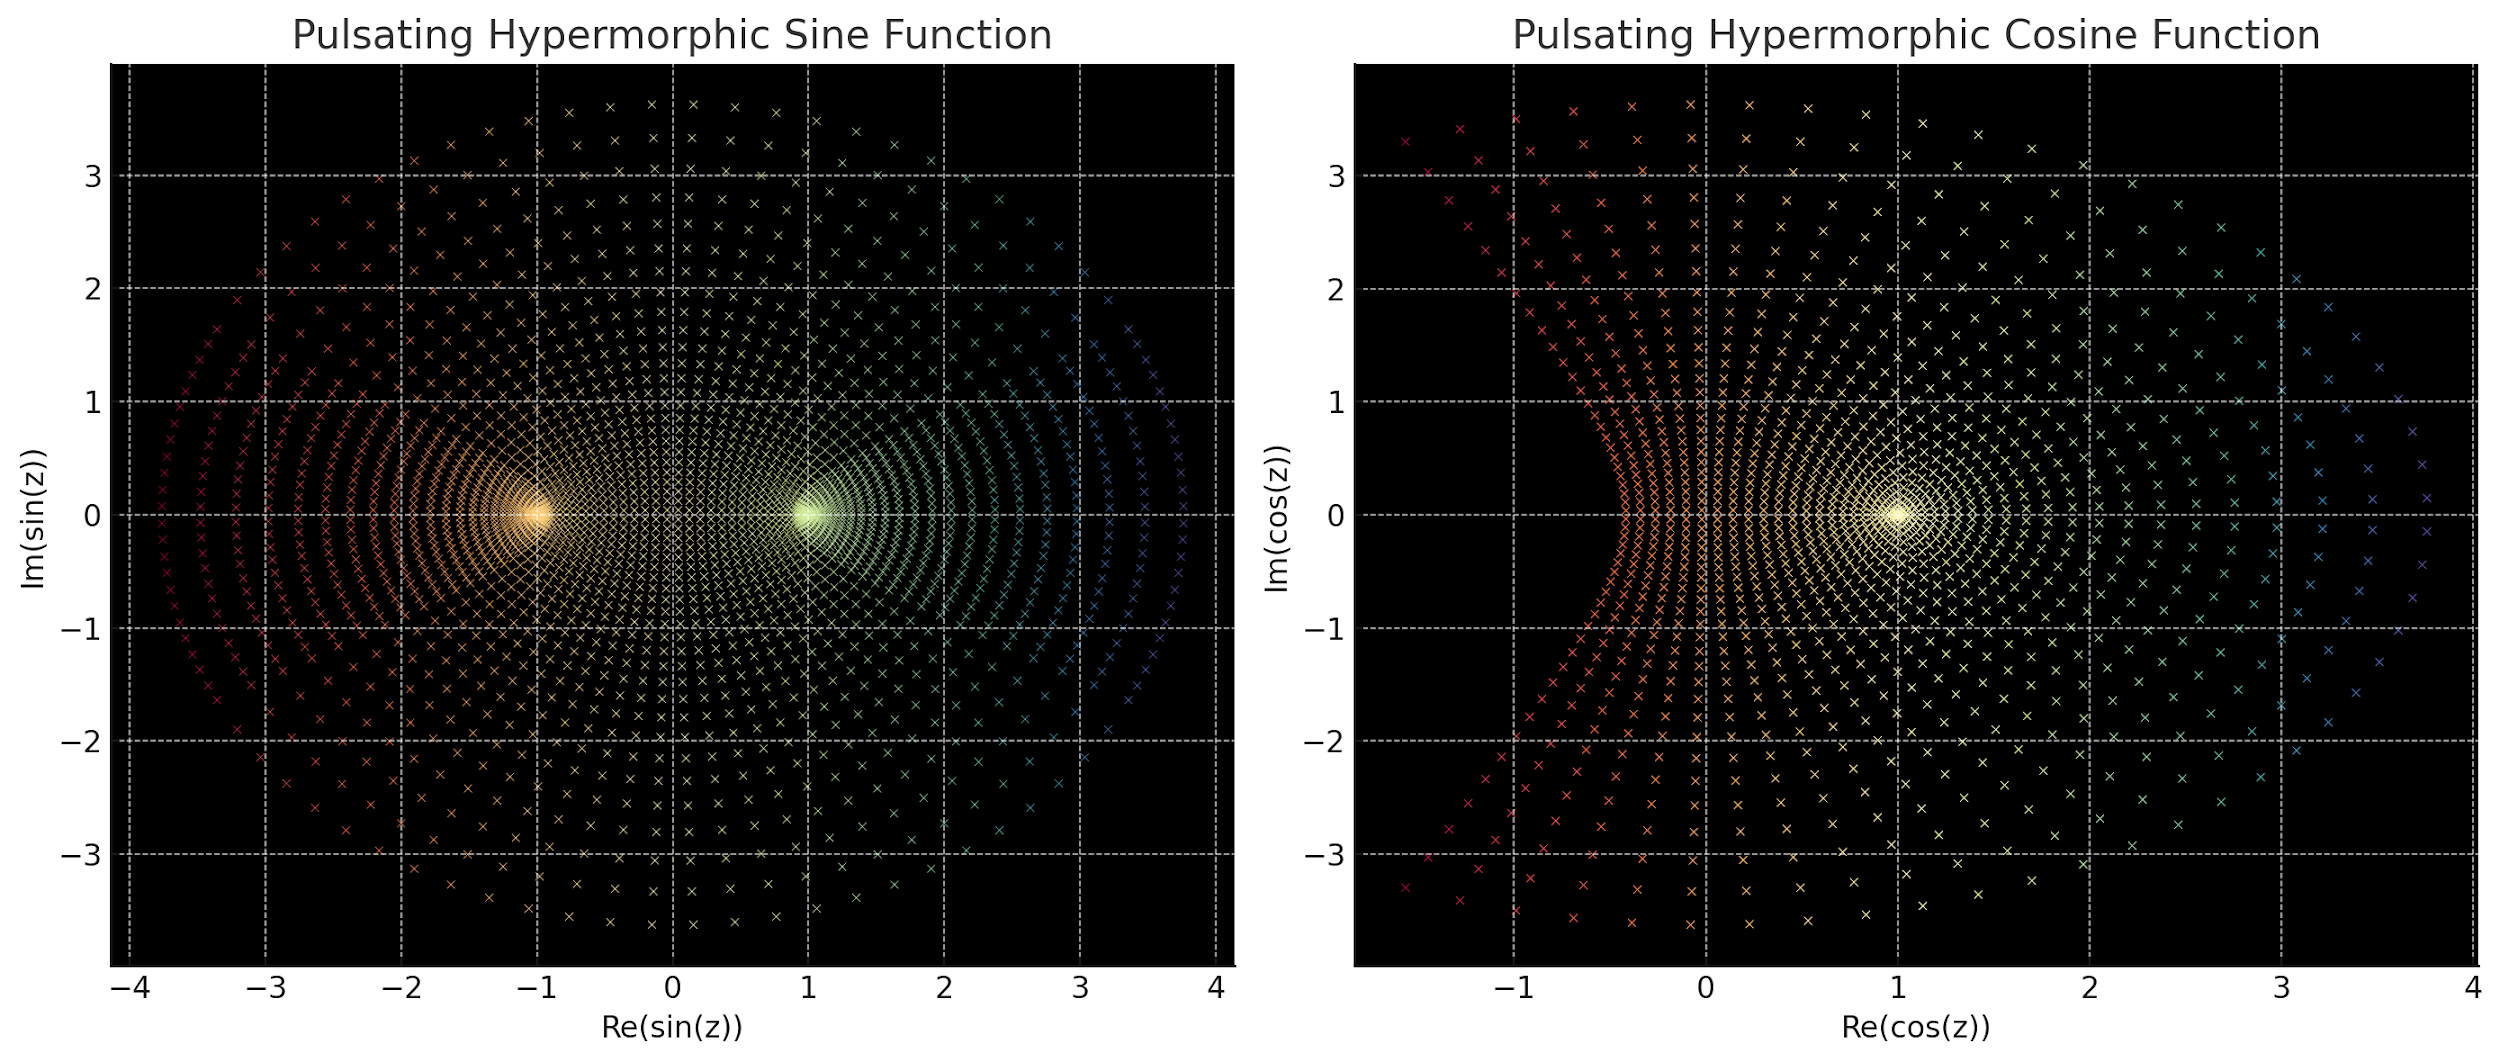 Pulsating Hypermorphic Sine Function
Im(sin(z))
3
2
1
0
−1
−2
−3
−4 −3 −2 −1 0 1 2 3 4
Re(sin(z))
Pulsating Hypermorphic Cosine Function
Im(cos(z))
3
2
1
0
−1
−2
−3
−1 0 1 2 3 4
Re(cos(z))